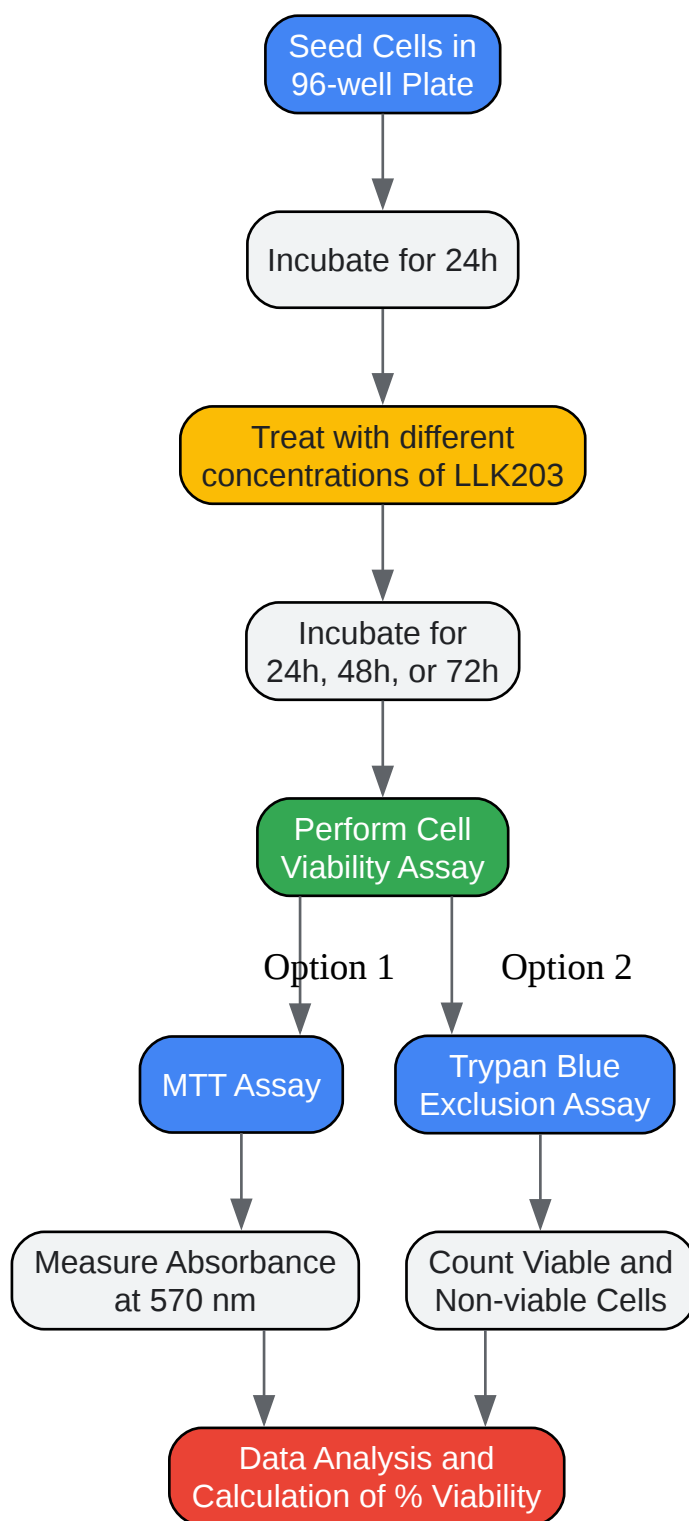 Seed Cells in
96-well Plate
Incubate for 24h
Treat with different
concentrations of LLK203
Incubate for
24h, 48h, or 72h
Perform Cell
Viability Assay
Option 1
Option 2
MTT Assay
Trypan Blue
Exclusion Assay
Measure Absorbance
at 570 nm
Count Viable and
Non-viable Cells
Data Analysis and
Calculation of % Viability